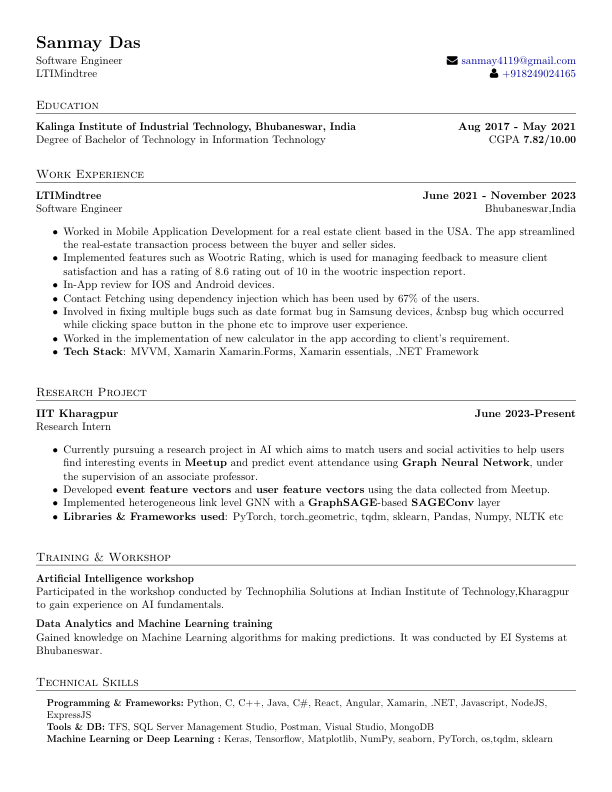 Sanmay Das
Software Engineer
sanmay4119@gmail.com
LTIMindtree
+918249024165
Education
Kalinga Institute of Industrial Technology, Bhubaneswar, India
Aug 2017 - May 2021
Degree of Bachelor of Technology in Information Technology
CGPA 7.82/10.00
Work Experience
LTIMindtree
June 2021 - November 2023
Software Engineer
Bhubaneswar,India
• Worked in Mobile Application Development for a real estate client based in the USA. The app streamlined
the real-estate transaction process between the buyer and seller sides.
• Implemented features such as Wootric Rating, which is used for managing feedback to measure client
satisfaction and has a rating of 8.6 rating out of 10 in the wootric inspection report.
• In-App review for IOS and Android devices.
• Contact Fetching using dependency injection which has been used by 67% of the users.
• Involved in fixing multiple bugs such as date format bug in Samsung devices, &nbsp bug which occurred
while clicking space button in the phone etc to improve user experience.
• Worked in the implementation of new calculator in the app according to client's requirement.
• Tech Stack: MVVM, Xamarin Xamarin.Forms, Xamarin essentials, .NET Framework
Research Project
IIT Kharagpur
June 2023-Present
Research Intern
• Currently pursuing a research project in AI which aims to match users and social activities to help users
find interesting events in Meetup and predict event attendance using Graph Neural Network, under
the supervision of an associate professor.
• Developed event feature vectors and user feature vectors using the data collected from Meetup.
• Implemented heterogeneous link level GNN with a GraphSAGE-based SAGEConv layer
• Libraries & Frameworks used: PyTorch, torch_geometric, tqdm, sklearn, Pandas, Numpy, NLTK etc
Training & Workshop
Artificial Intelligence workshop
Participated in the workshop conducted by Technophilia Solutions at Indian Institute of Technology,Kharagpur
to gain experience on AI fundamentals.
Data Analytics and Machine Learning training
Gained knowledge on Machine Learning algorithms for making predictions. It was conducted by EI Systems at
Bhubaneswar.
Technical Skills
Programming & Frameworks: Python, C, C++, Java, C#, React, Angular, Xamarin, .NET, Javascript, NodeJS,
ExpressJS
Tools & DB: TFS, SQL Server Management Studio, Postman, Visual Studio, MongoDB
Machine Learning or Deep Learning : Keras, Tensorflow, Matplotlib, NumPy, seaborn, PyTorch, os,tqdm, sklearn